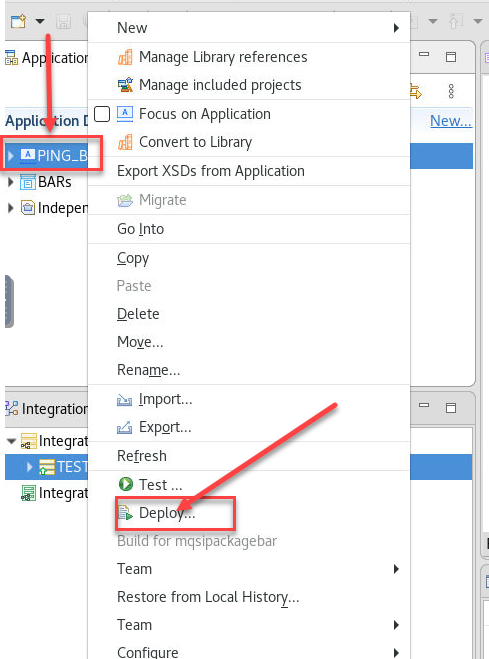 New
Application
Manage Library references
Manage included projects
Application D
Focus on Application
New...
Convert to Library
PING_B
Export XSDs from Application
BARs
Migrate
Indepen
Go Into
Copy
Paste
Delete
Move...
Rename...
Import...
Integration
Export...
Integrat
Refresh
TEST
Test ...
Integrat
Deploy...
Build for mqsipackagebar
Team
Restore from Local History...
Team
Configure